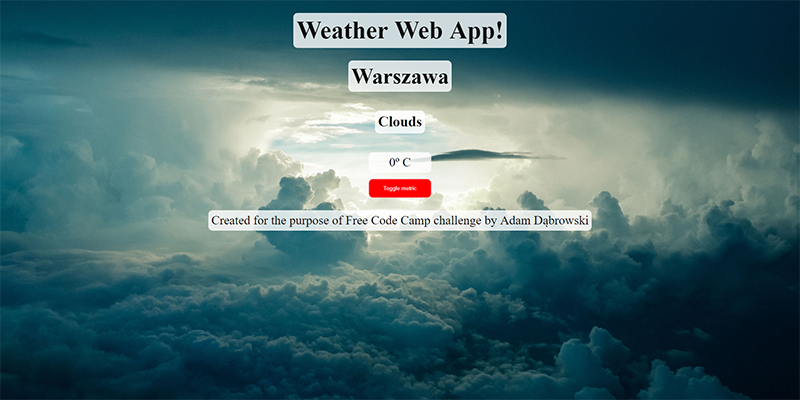 Weather Web App!
Warszawa
Clouds
0º C
Toggle metric
Created for the purpose of Free Code Camp challenge by Adam Dąbrowski